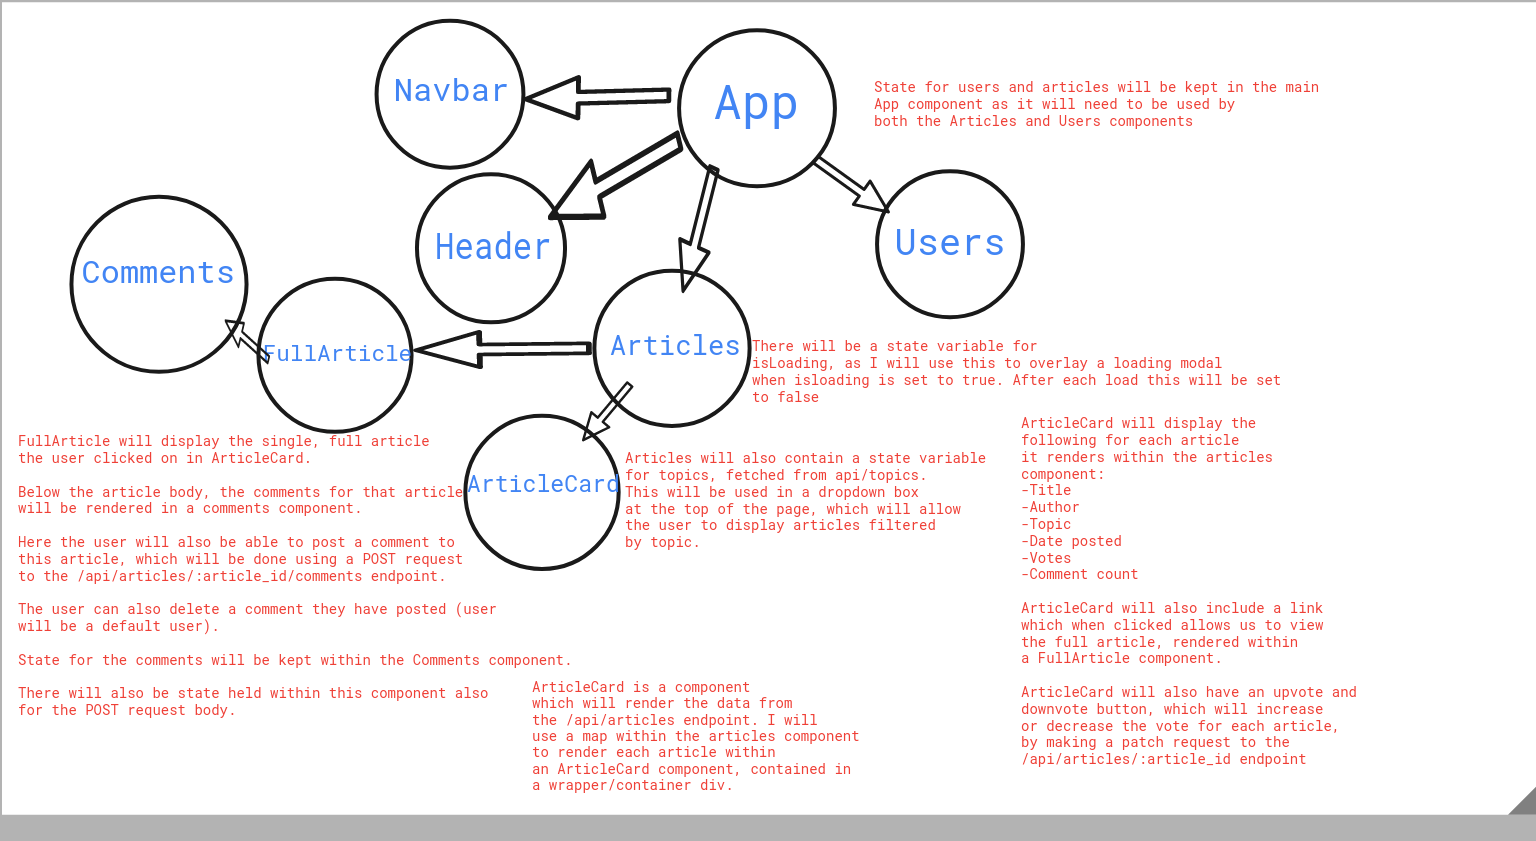 Navbar
App
State for users and articles will be kept in the main
App component as it will need to be used by
both the Articles and Users components
Header
Users
Comments
FullArticle
Articles
There will be a state variable for
isLoading, as I will use this to overlay a loading modal
when isloading is set to true. After each load this will be set
to false
FullArticle will display the single, full article
the user clicked on in ArticleCard.
Below the article body, the comments for that article
will be rendered in a comments component.
Here the user will also be able to post a comment to
this article, which will be done using a POST request
to the /api/articles/:article_id/comments endpoint.
The user can also delete a comment they have posted (user
will be a default user).
State for the comments will be kept within the Comments component.
There will also be state held within this component also
for the POST request body.
ArticleCard
Articles will also contain a state variable
for topics, fetched from api/topics.
This will be used in a dropdown box
at the top of the page, which will allow
the user to display articles filtered
by topic.
ArticleCard is a component
which will render the data from
the /api/articles endpoint. I will
use a map within the articles component
to render each article within
an ArticleCard component, contained in
a wrapper/container div.
ArticleCard will display the
following for each article
it renders within the articles
component:
-Title
-Author
-Topic
-Date posted
-Votes
-Comment count
ArticleCard will also include a link
which when clicked allows us to view
the full article, rendered within
a FullArticle component.
ArticleCard will also have an upvote and
downvote button, which will increase
or decrease the vote for each article,
by making a patch request to the
/api/articles/:article_id endpoint